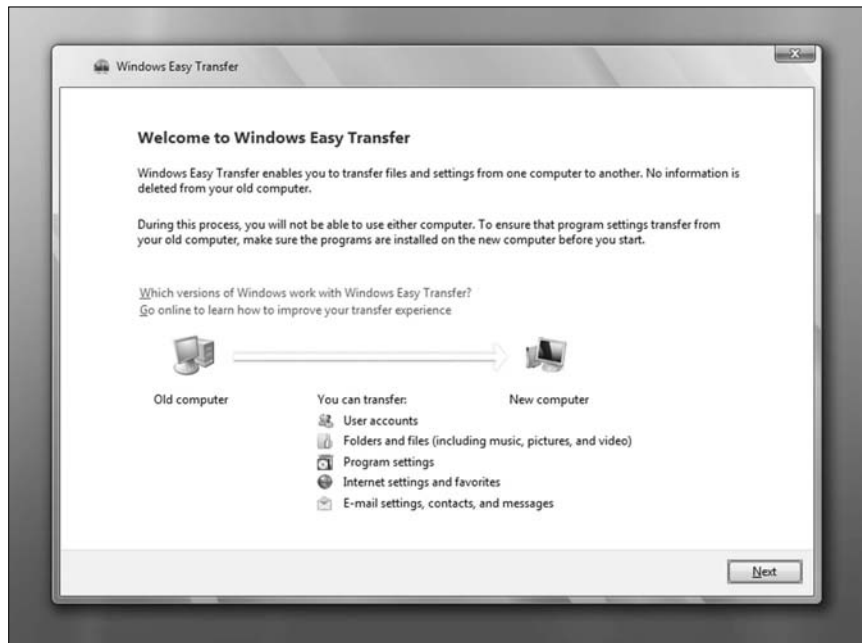 Windows Easy Transfer
Welcome to Windows Easy Transfer
Windows Easy Transfer enables you to transfer files and settings from one computer to another. No information is
deleted from your old computer.
During this process, you will not be able to use either computer. To ensure that program settings transfer from
your old computer, make sure the programs are installed on the new computer before you start.
Which versions of Windows work with Windows Easy Transfer?
Go online to learn how to improve your transfer experience
Old computer
You can transfer:
New computer
User accounts
Folders and files (including music, pictures, and video)
Program settings
Internet settings and favorites
E-mail settings, contacts, and messages
Next